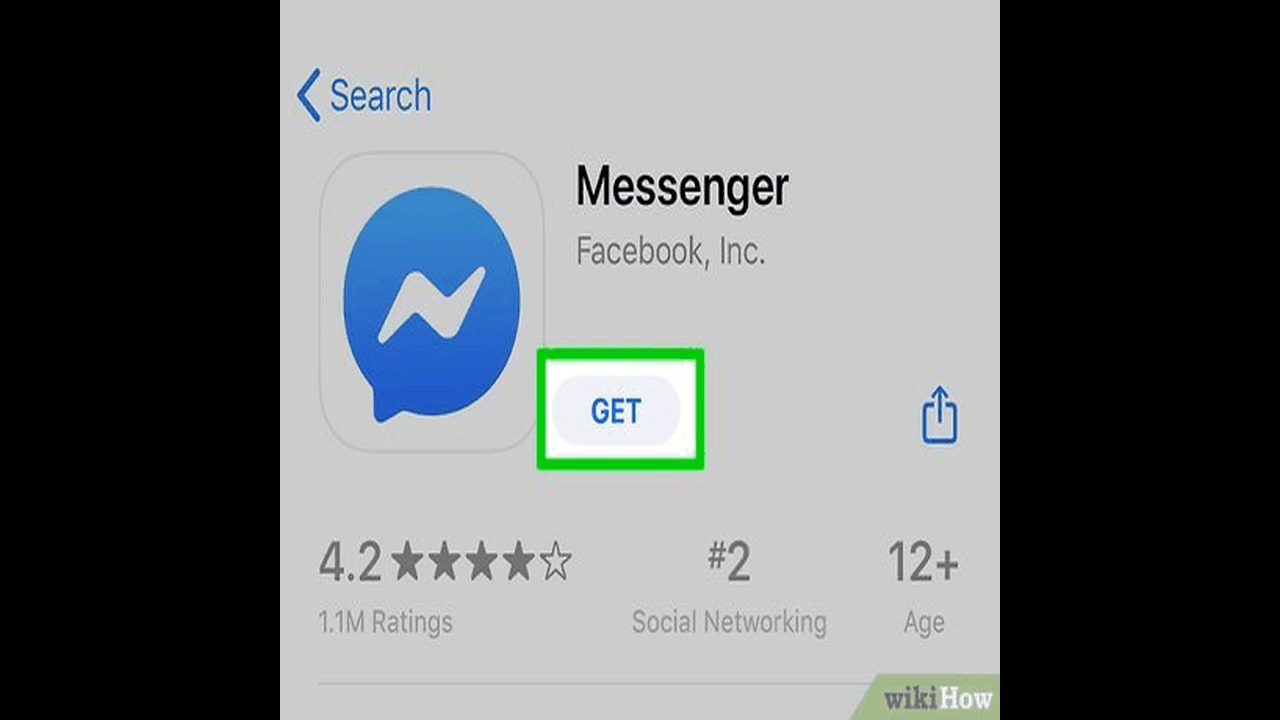 Search
Messenger
Facebook, Inc.
GET
4.2
#2
12+
1.1M Ratings
Social Networking
Age
wikiHow